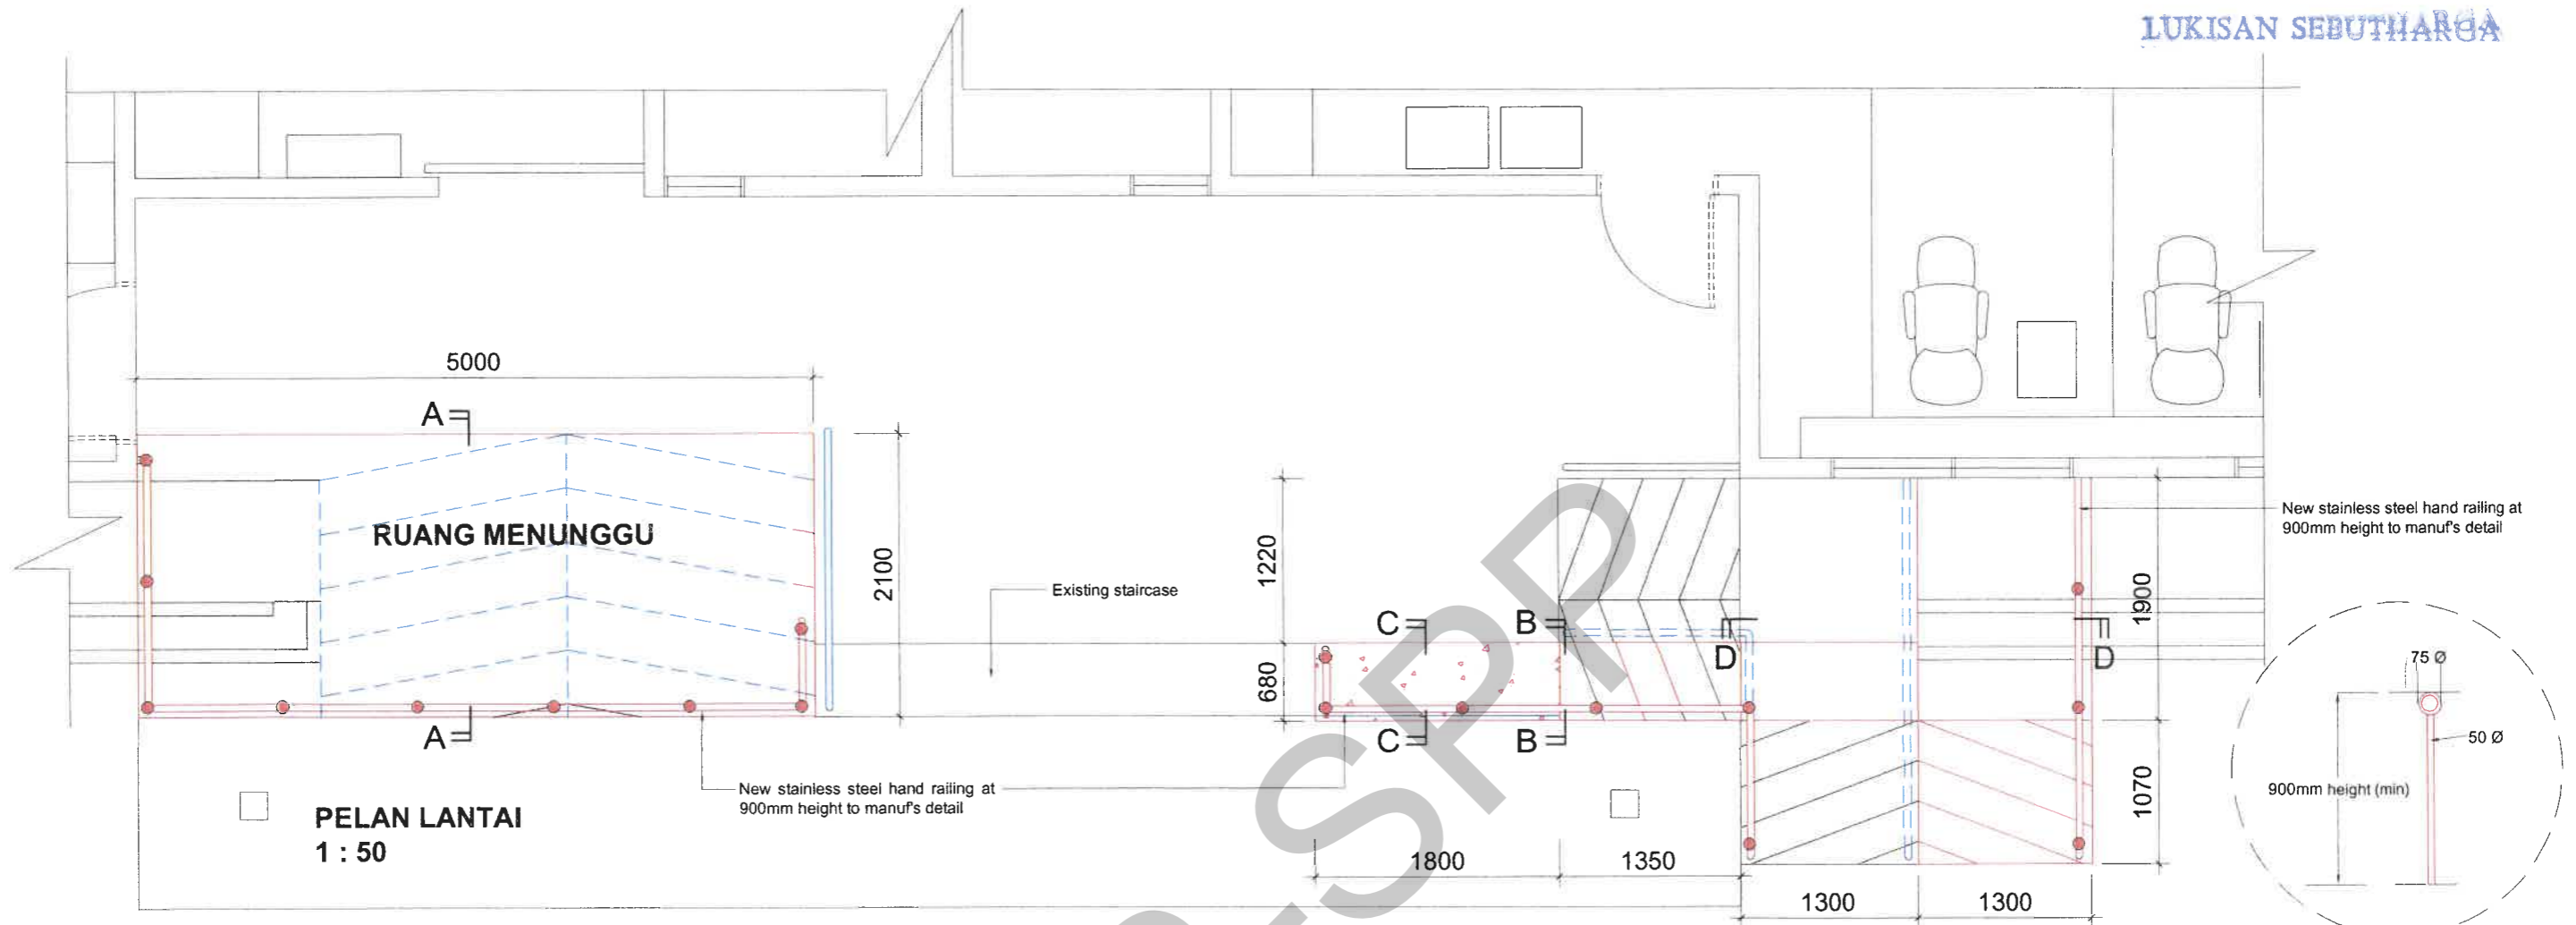 LUKISAN SEBUTHARGA
5000
A
RUANG MENUNGGU
2100
A
Existing staircase
1220
680
C
B
D
D
C
B
1900
1070
New stainless steel hand railing at
900mm height to manuf's detail
75 Ø
50 Ø
900mm height (min)
New stainless steel hand railing at
900mm height to manuf's detail
PELAN LANTAI
1 : 50
1800
1350
1300
1300
-SPP